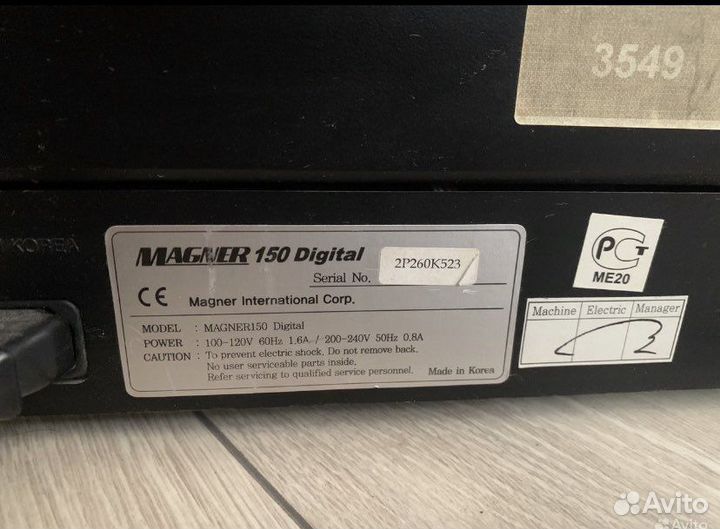 3549
KOREA
MAGNER 150 Digital
Serial No. 2P260K523
CE Magner International Corp.
MODEL : MAGNER150 Digital
POWER : 100-120V 60Hz 1.6A / 200-240V 50Hz 0.8A
CAUTION : To prevent electric shock. Do not remove back.
No user serviceable parts inside.
Refer servicing to qualified service personnel. Made in Korea
РСТ
ME20
Machine Electric Manager
Avito
Avito